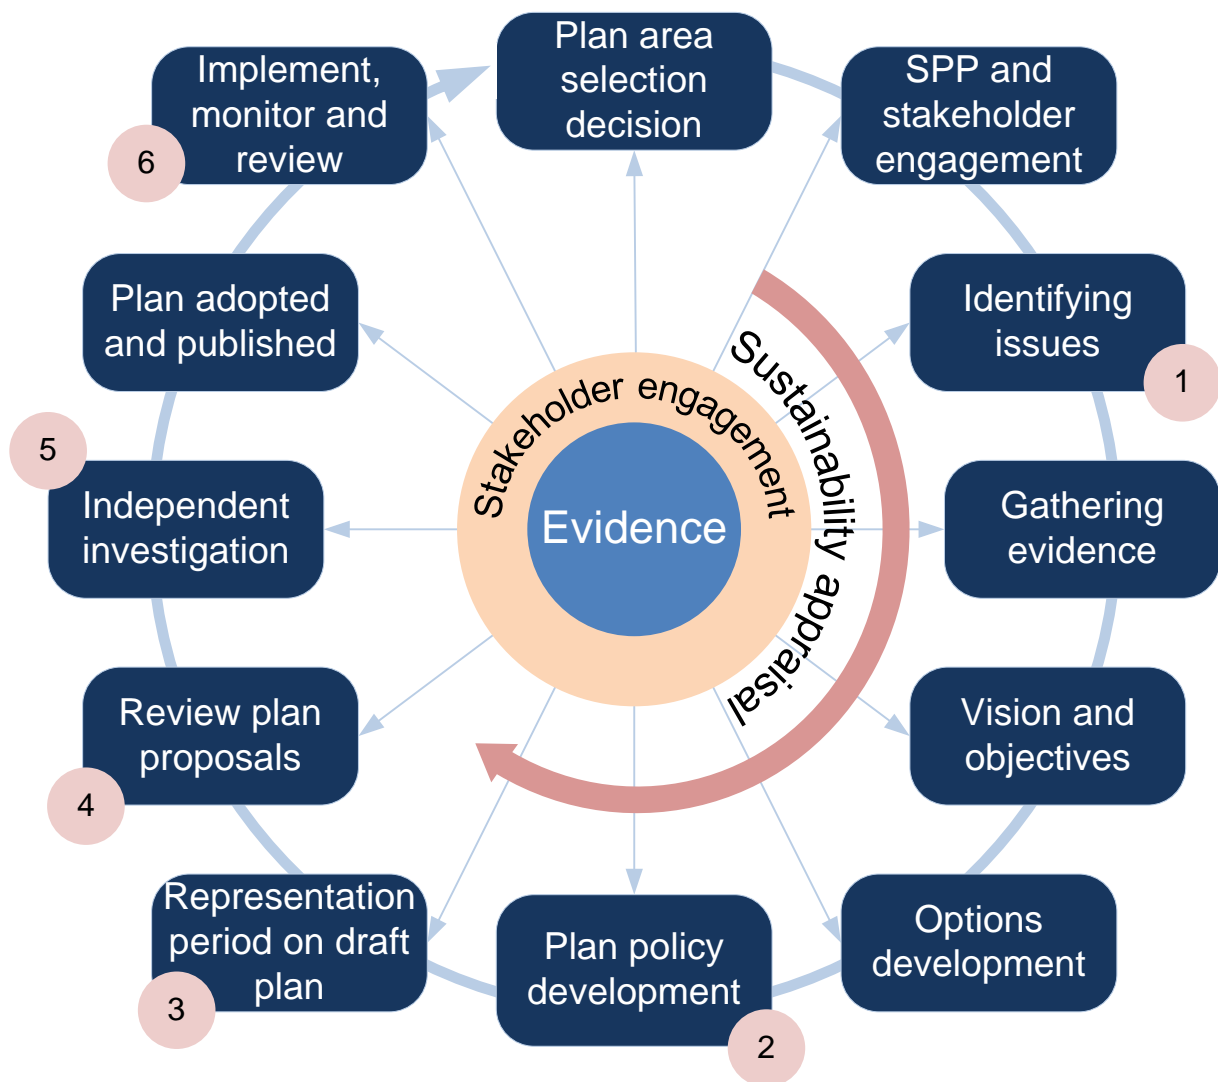 Plan area
selection
decision
SPP and
stakeholder
engagement
Identifying
issues
1
Gathering
evidence
Vision and
objectives
Options
development
Plan policy
development
2
Representation
period on draft
plan
3
Review plan
proposals
4
5
Independent
investigation
Plan adopted
and published
Implement,
monitor and
review
6
Stakeholder engagement
Evidence
Sustainability appraisal